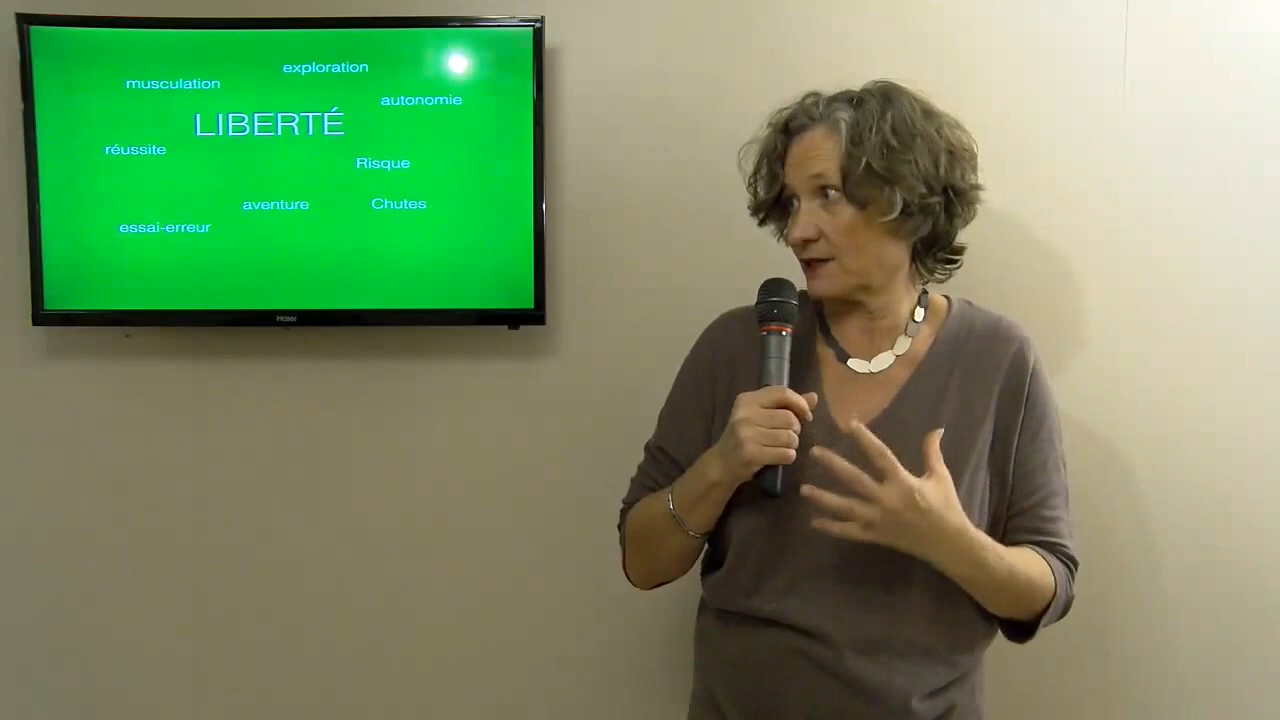 exploration
musculation
autonomie
LIBERTÉ
réussite
Risque
aventure
Chutes
essai-erreur
Haier